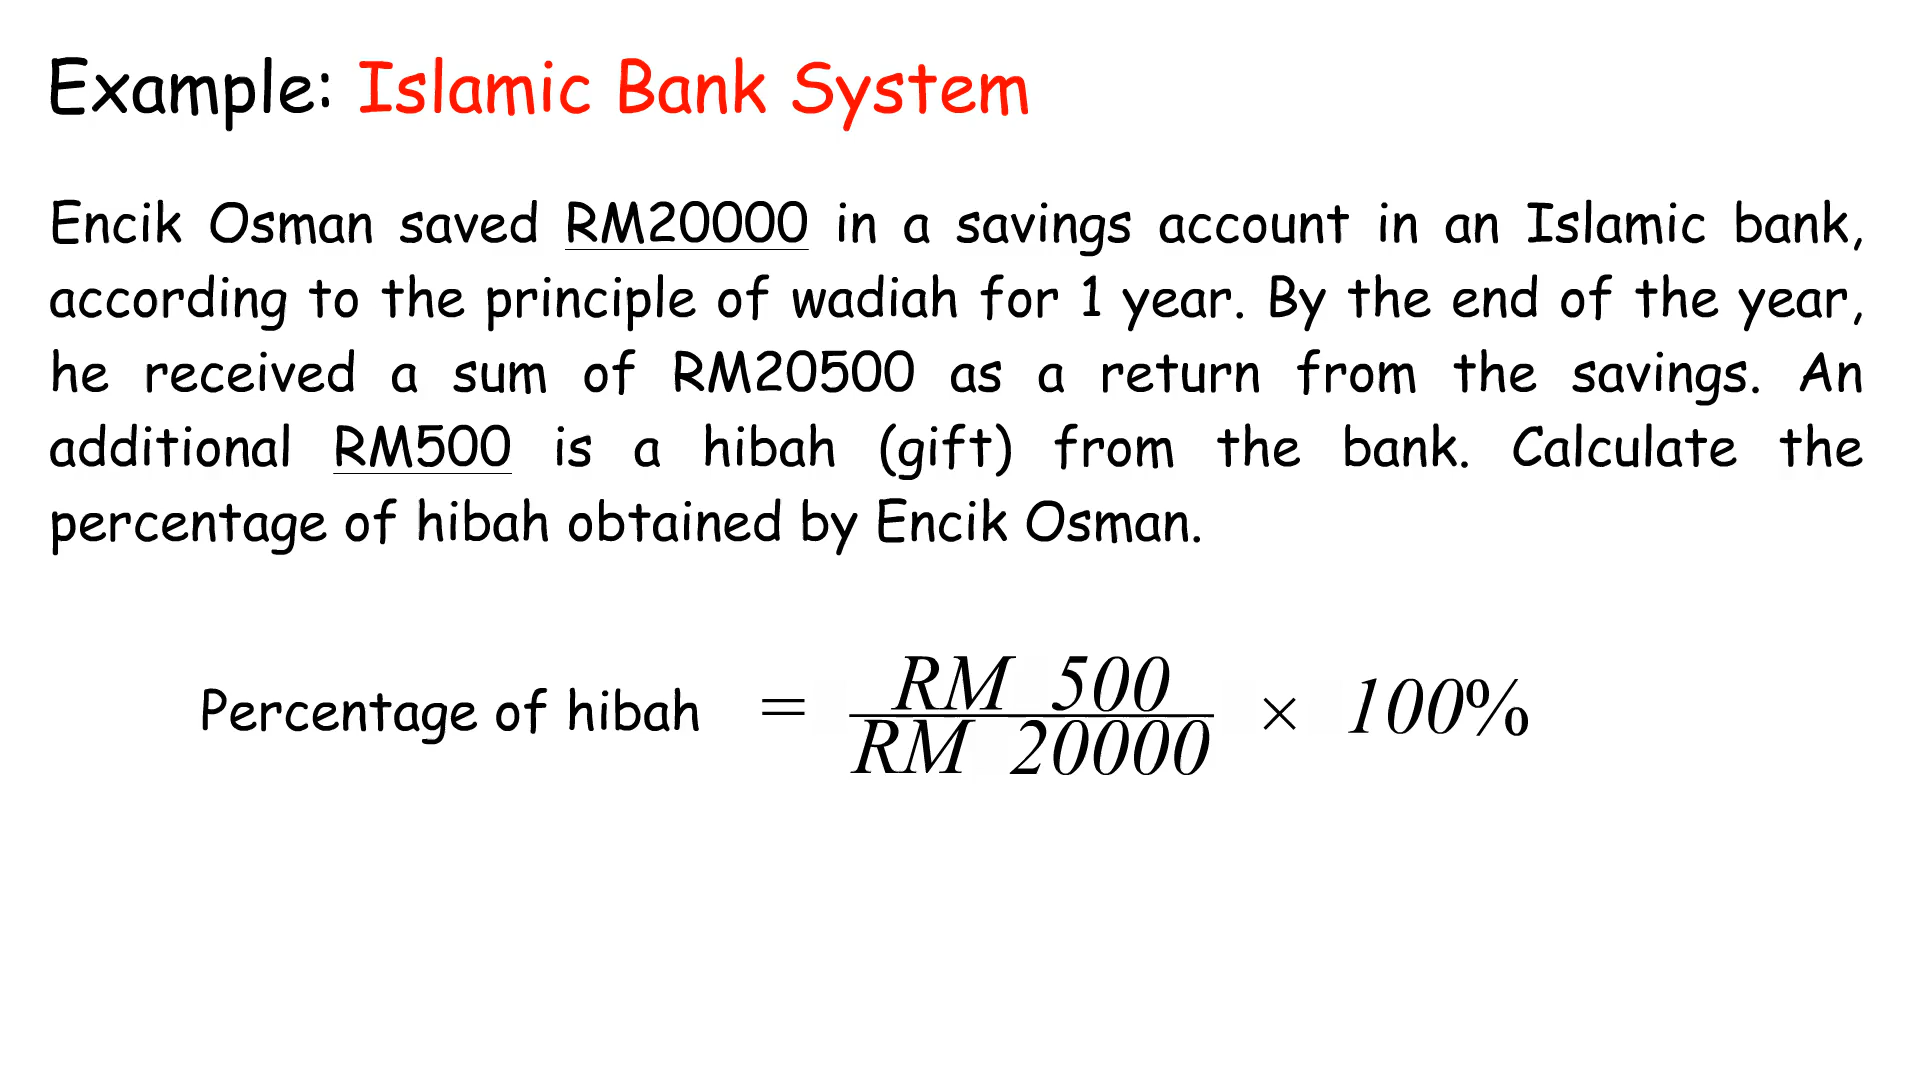 Example: Islamic Bank System
Encik Osman saved RM20000 in a savings account in an Islamic bank,
according to the principle of wadiah for 1 year. By the end of the year,
he received a sum of RM20500 as a return from the savings. An
additional RM500 is a hibah (gift) from the bank. Calculate the
percentage of hibah obtained by Encik Osman.
Percentage of hibah = RM 500 / RM 20000 × 100%